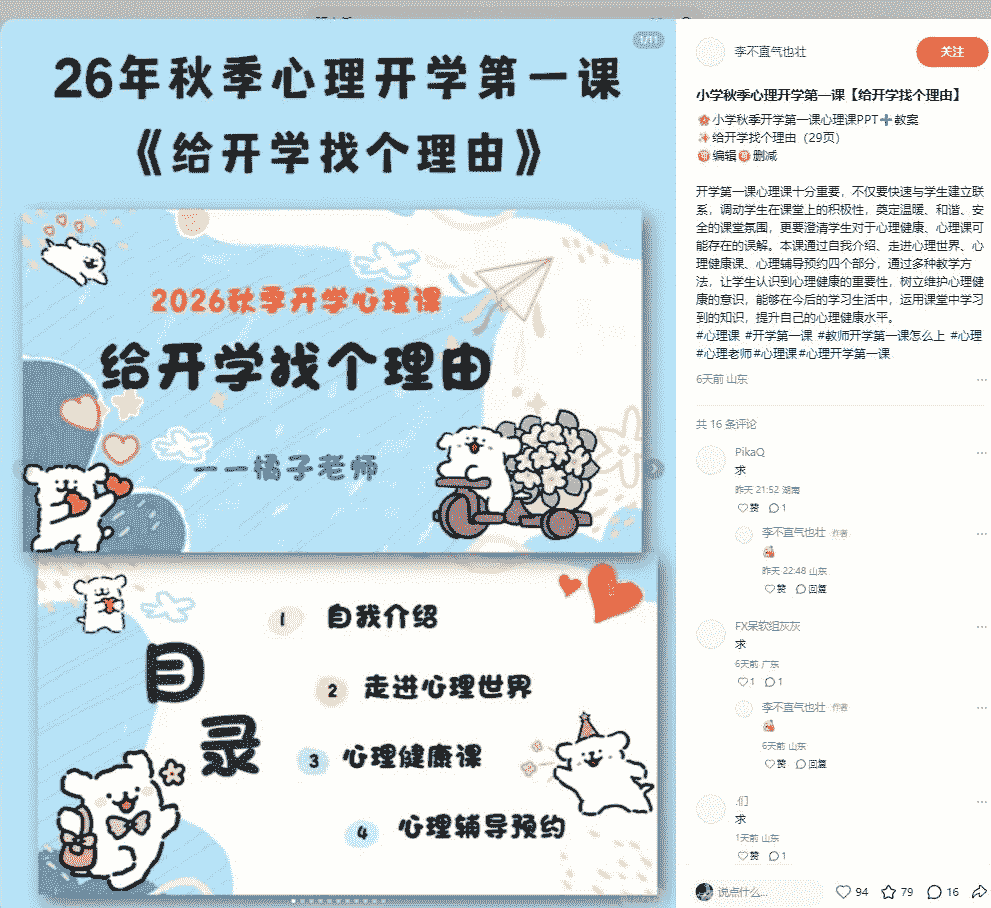 1/11
26年秋季心理开学第一课
《给开学找个理由》
2026秋季开学心理课
给开学找个理由
——橘子老师
目录
1 自我介绍
2 走进心理世界
3 心理健康课
4 心理辅导预约
李不直气也壮
关注
小学秋季心理开学第一课【给开学找个理由】
小学秋季开学第一课心理课PPT➕教案
给开学找个理由（29页）
编辑 删减
开学第一课心理课十分重要，不仅要快速与学生建立联
系，调动学生在课堂上的积极性，奠定温暖、和谐、安
全的课堂氛围，更要澄清学生对于心理健康、心理课可
能存在的误解。本课通过自我介绍、走进心理世界、心
理健康课、心理辅导预约四个部分，通过多种教学方
法，让学生认识到心理健康的重要性，树立维护心理健
康的意识，能够在今后的学习生活中，运用课堂中学习
到的知识，提升自己的心理健康水平。
#心理课 #开学第一课 #教师开学第一课怎么上 #心理
#心理老师#心理课#心理开学第一课
6天前 山东
共 16 条评论
PikaQ
求
昨天 21:52 湖南
赞 1
李不直气也壮 作者
昨天 22:48 山东
赞 回复
FX呆软组灰灰
求
6天前 广东
1 1
李不直气也壮 作者
6天前 山东
赞 回复
们
求
1天前 山东
赞 1
说点什么...
94 79 16